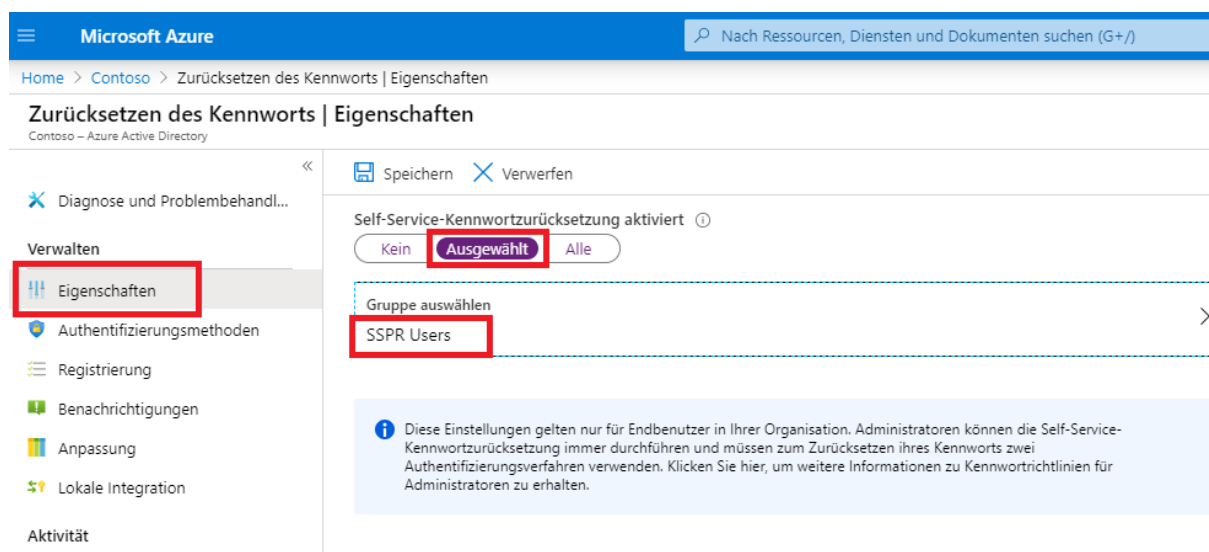 Microsoft Azure
Nach Ressourcen, Diensten und Dokumenten suchen (G+/)
Home > Contoso > Zurücksetzen des Kennworts | Eigenschaften
Zurücksetzen des Kennworts | Eigenschaften
Contoso – Azure Active Directory
«
Speichern
Verwerfen
Diagnose und Problembehandl...
Verwalten
Eigenschaften
Authentifizierungsmethoden
Registrierung
Benachrichtigungen
Anpassung
Lokale Integration
Aktivität
Self-Service-Kennwortzurücksetzung aktiviert
Kein
Ausgewählt
Alle
Gruppe auswählen
SSPR Users
Diese Einstellungen gelten nur für Endbenutzer in Ihrer Organisation. Administratoren können die Self-Service-
Kennwortzurücksetzung immer durchführen und müssen zum Zurücksetzen ihres Kennworts zwei
Authentifizierungsverfahren verwenden. Klicken Sie hier, um weitere Informationen zu Kennwortrichtlinien für
Administratoren zu erhalten.